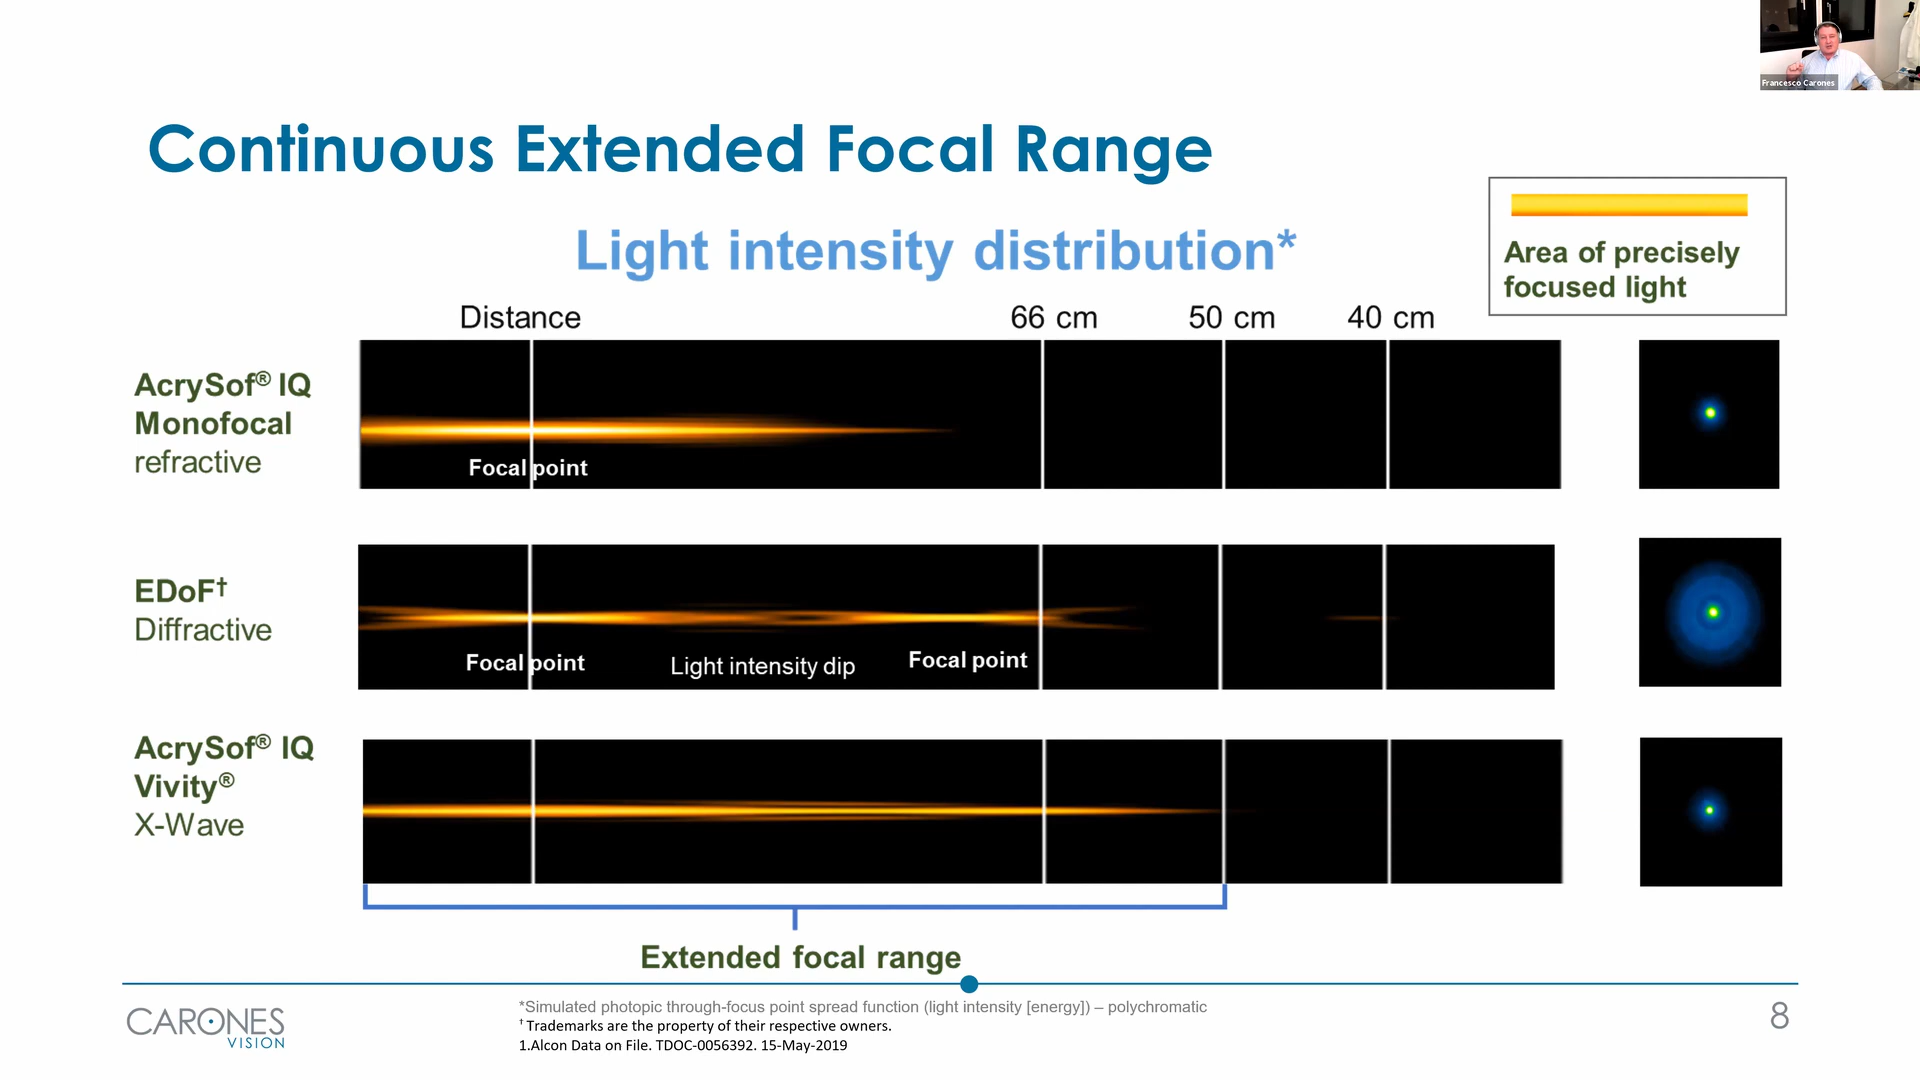 Francesco Carones
Continuous Extended Focal Range
Light intensity distribution*
Area of precisely
focused light
Distance
66 cm
50 cm
40 cm
AcrySof® IQ
Monofocal
refractive
Focal point
EDoF†
Diffractive
Focal point
Light intensity dip
Focal point
AcrySof® IQ
Vivity®
X-Wave
Extended focal range
*Simulated photopic through-focus point spread function (light intensity [energy]) – polychromatic
† Trademarks are the property of their respective owners.
1.Alcon Data on File. TDOC-0056392. 15-May-2019
CARONES
VISION
8